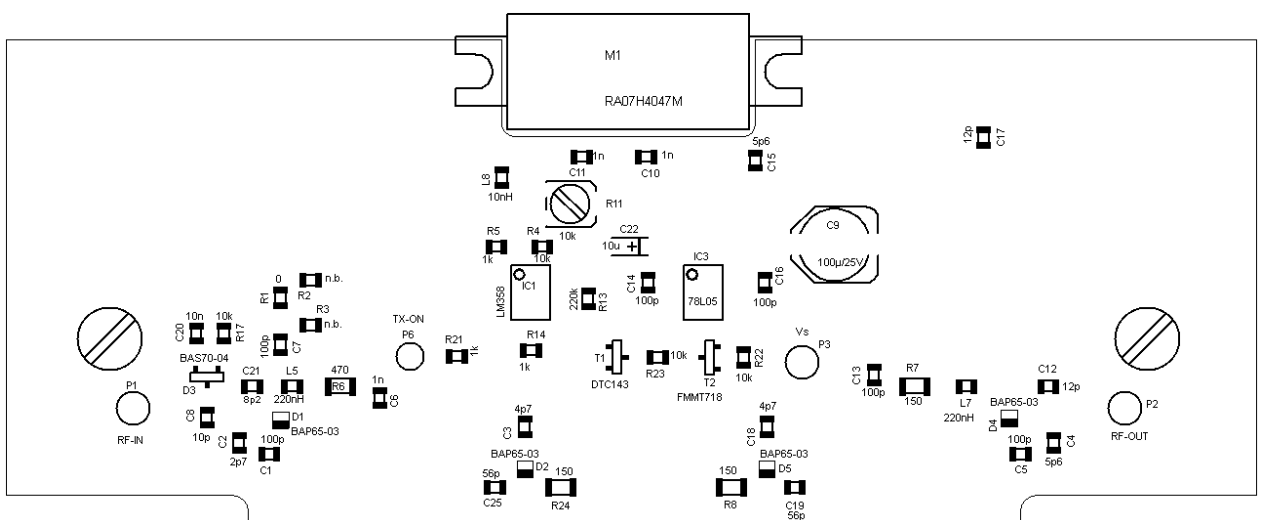 M1
RA07H4047M
12p
C17
5p6
C15
1n
C11
1n
C10
L8
10nH
R11
10k
R5
1k
R4
10k
C22
10u
+
C9
100µ/25V
IC3
78L05
C14
100p
C16
100p
IC1
LM358
220k
R13
0
R1
n.b.
R2
R3
n.b.
10n
C20
10k
R17
100p
C7
TX-ON
P6
R21
1k
R14
1k
T1
DTC143
10k
R23
T2
FMMT718
R22
10k
Vs
P3
C13
100p
R7
150
L7
220nH
C12
12p
BAS70-04
D3
P1
RF-IN
C21
8p2
L5
220nH
470
R6
1n
C6
D1
BAP65-03
C8
10p
C2
2p7
100p
C1
4p7
C3
BAP65-03
D2
56p
C25
150
R24
4p7
C18
BAP65-03
D5
150
R8
C19
56p
BAP65-03
D4
100p
C5
C4
5p6
P2
RF-OUT